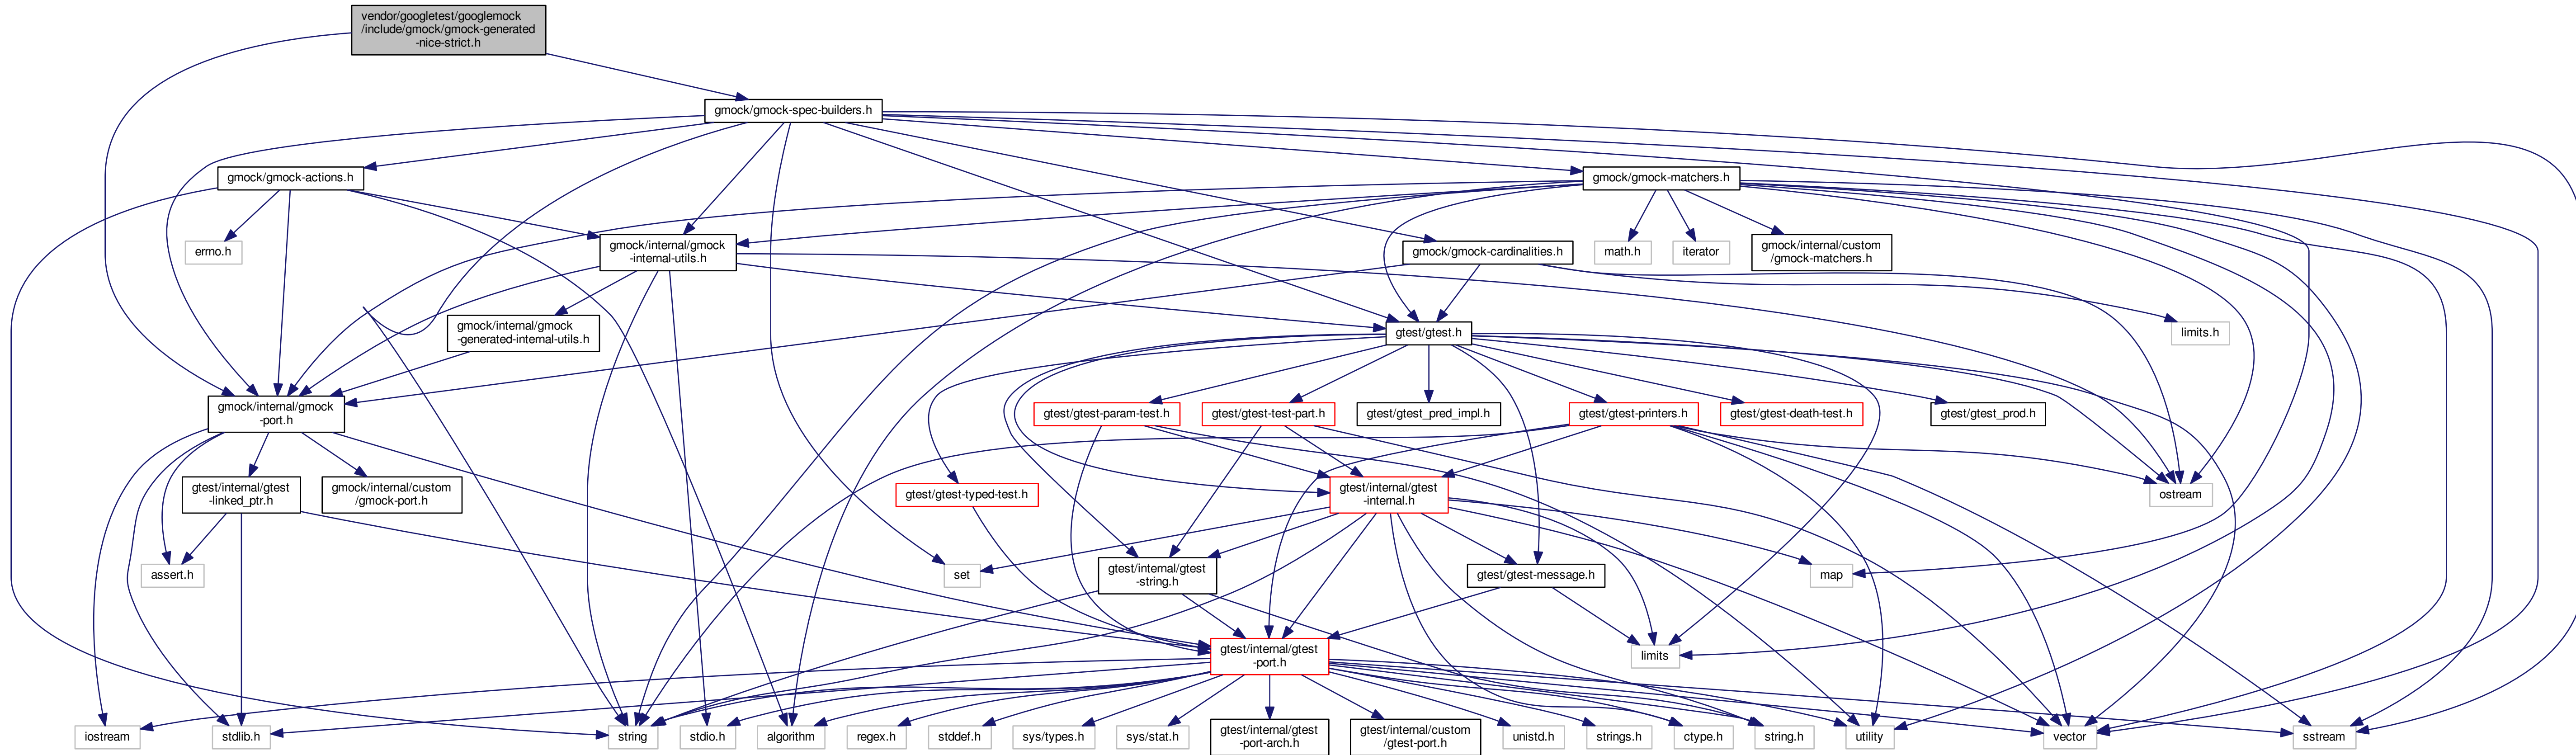 vendor/googletest/googlemock
/include/gmock/gmock-generated
-nice-strict.h
gmock/gmock-spec-builders.h
gmock/gmock-actions.h
gmock/gmock-matchers.h
errno.h
gmock/internal/gmock
-internal-utils.h
gmock/gmock-cardinalities.h
math.h
iterator
gmock/internal/custom
/gmock-matchers.h
gmock/internal/gmock
-generated-internal-utils.h
gtest/gtest.h
limits.h
gmock/internal/gmock
-port.h
gtest/gtest-param-test.h
gtest/gtest-test-part.h
gtest/gtest_pred_impl.h
gtest/gtest-printers.h
gtest/gtest-death-test.h
gtest/gtest_prod.h
gtest/internal/gtest
-linked_ptr.h
gmock/internal/custom
/gmock-port.h
gtest/gtest-typed-test.h
gtest/internal/gtest
-internal.h
ostream
assert.h
set
gtest/internal/gtest
-string.h
gtest/gtest-message.h
map
gtest/internal/gtest
-port.h
limits
iostream
stdlib.h
string
stdio.h
algorithm
regex.h
stddef.h
sys/types.h
sys/stat.h
gtest/internal/gtest
-port-arch.h
gtest/internal/custom
/gtest-port.h
unistd.h
strings.h
ctype.h
string.h
utility
vector
sstream